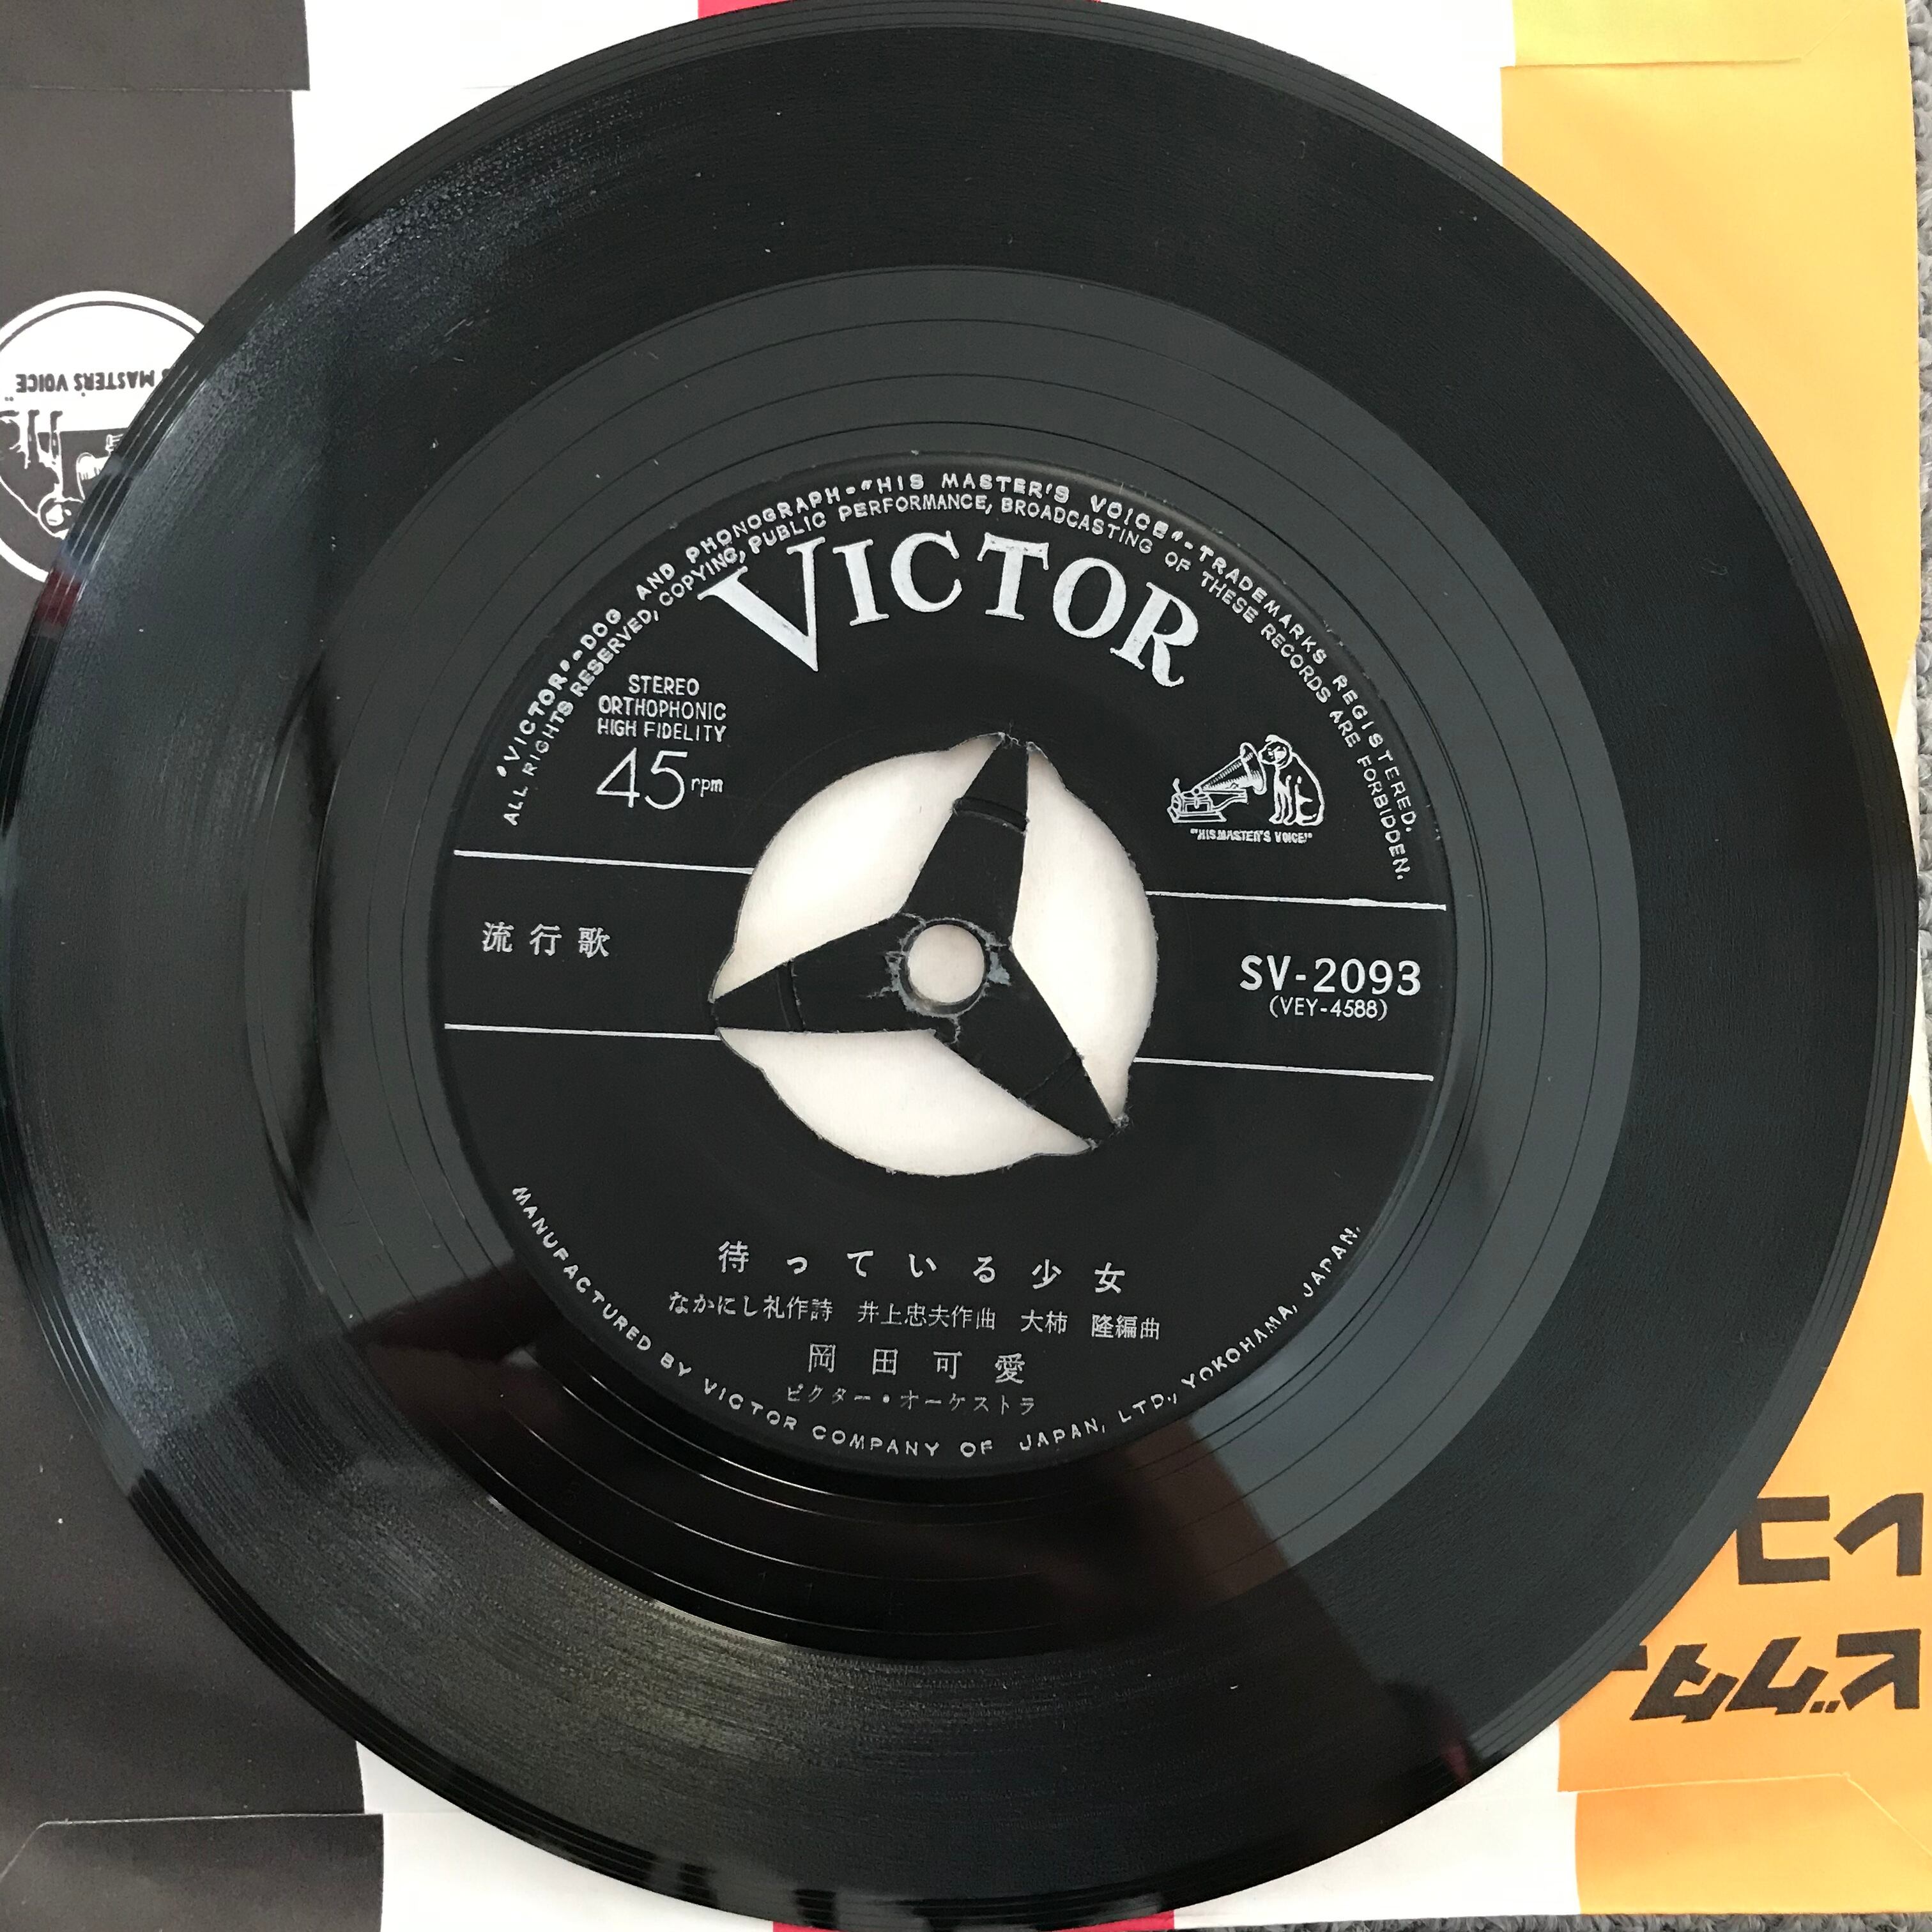 "VICTOR"-DOG AND PHONOGRAPH-"HIS MASTER'S VOICE"-TRADEMARKS REGISTERED.
ALL RIGHTS RESERVED, COPYING, PUBLIC PERFORMANCE, BROADCASTING OF THESE RECORDS ARE FORBIDDEN.
VICTOR
STEREO
ORTHOPHONIC
HIGH FIDELITY
45rpm
"HIS MASTER'S VOICE"
流行歌
SV-2093
(VEY-4588)
待っている少女
なかにし礼作詩 井上忠夫作曲 大柿 隆編曲
岡田可愛
ビクター・オーケストラ
MANUFACTURED BY VICTOR COMPANY OF JAPAN, LTD., YOKOHAMA, JAPAN.
MASTER'S VOICE"